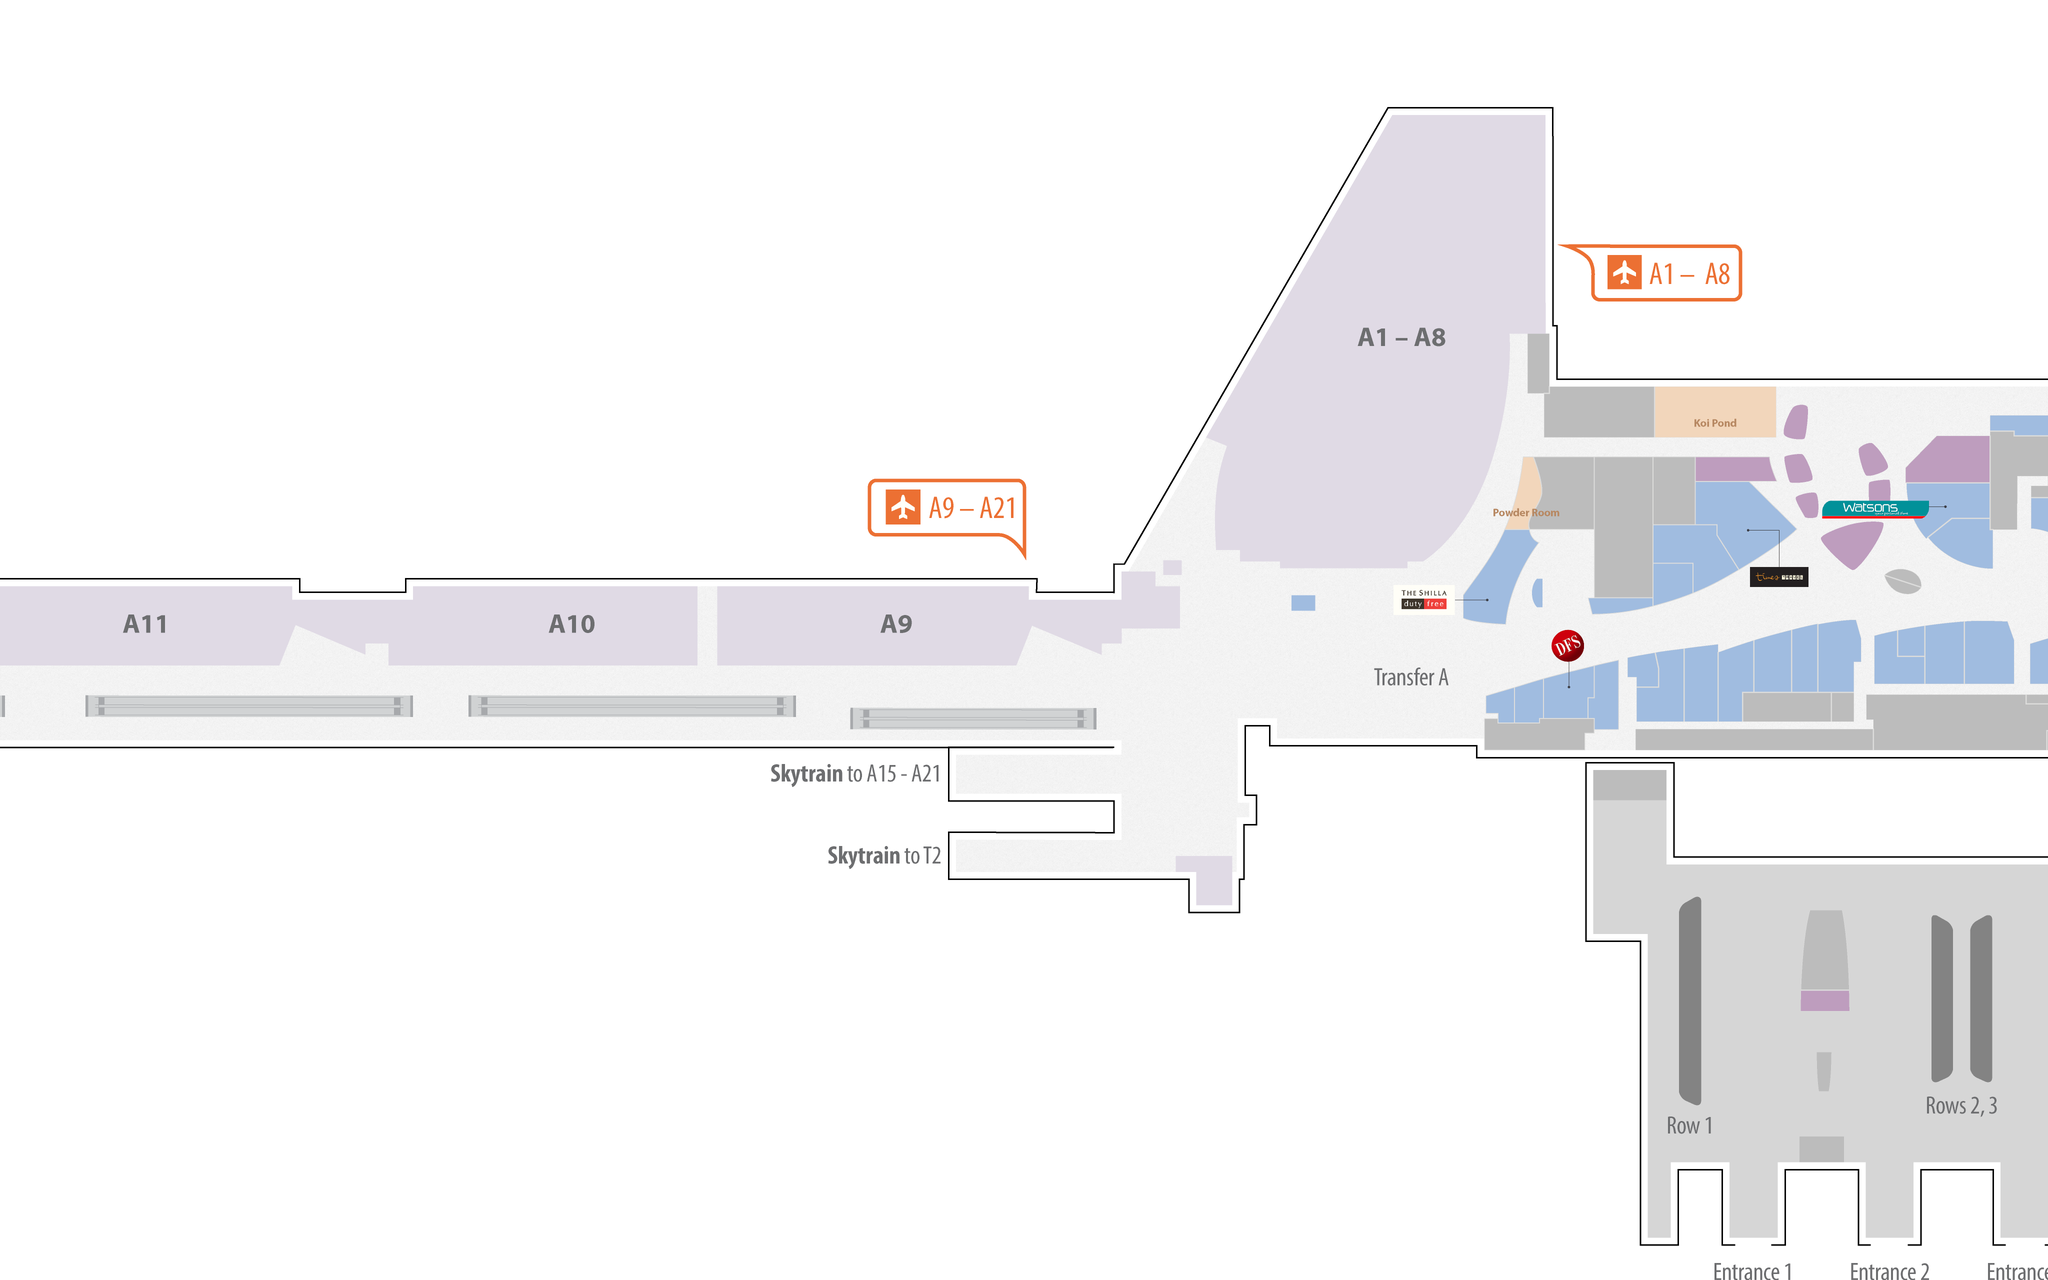 A1 – A8
A1 – A8
Koi Pond
A9 – A21
Powder Room
Watsons
times
THE SHILLA
duty free
A11
A10
A9
DFS
Transfer A
Skytrain to A15 - A21
Skytrain to T2
Row 1
Rows 2, 3
Entrance 1
Entrance 2
Entrance